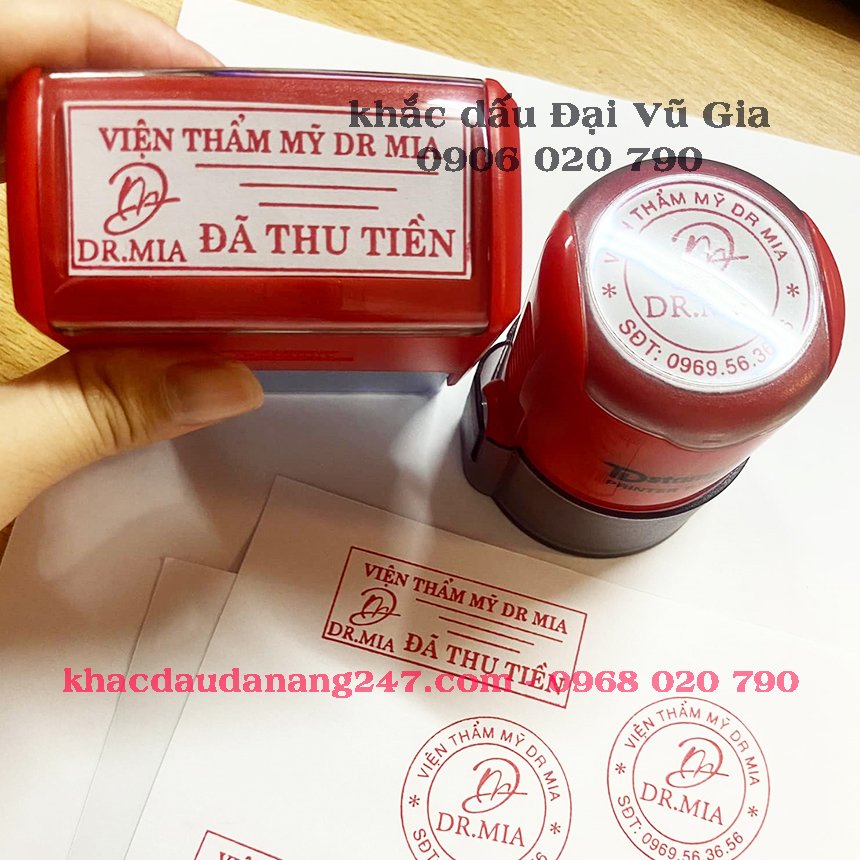 khắc dấu Đại Vũ Gia
0906 020 790
VIỆN THẨM MỸ DR MIA
DR.MIA
ĐÃ THU TIỀN
VIỆN THẨM MỸ DR MIA
DR.MIA
SĐT: 0969.56.36
PRINTER
VIỆN THẨM MỸ DR MIA
DR.MIA
ĐÃ THU TIỀN
khacdaudanang247.com 0968 020 790
VIỆN THẨM MỸ DR MIA
DR.MIA
SĐT:
VIỆN THẨM MỸ DR MIA
DR.MIA
SĐT: 0969.56.36.56